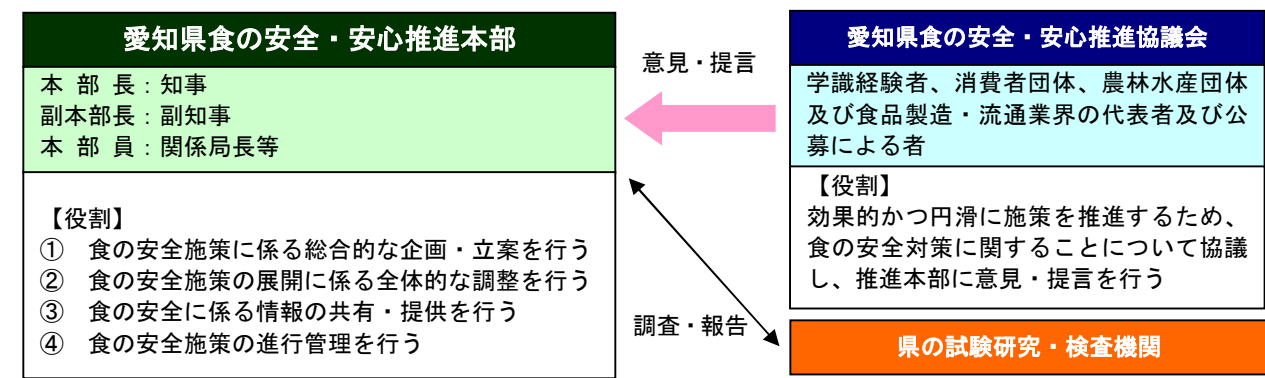 愛知県食の安全・安心推進本部
本 部 長：知事
副本部長：副知事
本 部 員：関係局長等
【役割】
① 食の安全施策に係る総合的な企画・立案を行う
② 食の安全施策の展開に係る全体的な調整を行う
③ 食の安全に係る情報の共有・提供を行う
④ 食の安全施策の進行管理を行う
意見・提言
調査・報告
愛知県食の安全・安心推進協議会
学識経験者、消費者団体、農林水産団体
及び食品製造・流通業界の代表者及び公
募による者
【役割】
効果的かつ円滑に施策を推進するため、
食の安全対策に関することについて協議
し、推進本部に意見・提言を行う
県の試験研究・検査機関